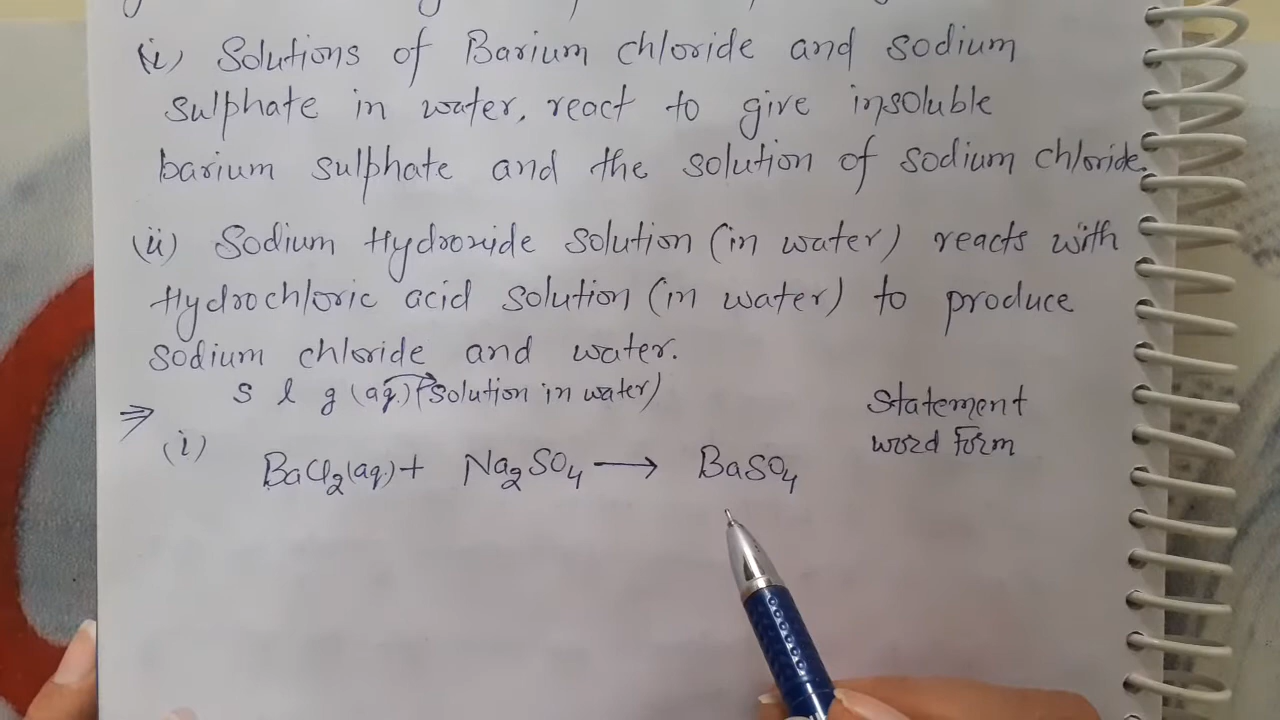 (i) Solutions of Barium chloride and sodium
sulphate in water, react to give insoluble
barium sulphate and the solution of sodium chloride.
(ii) Sodium Hydroxide solution (in water) reacts with
Hydrochloric acid solution (in water) to produce
sodium chloride and water.
s l g (aq.) (solution in water)
Statement
word Form
⇒ (i)
BaCl₂(aq.) + Na₂SO₄ → BaSO₄